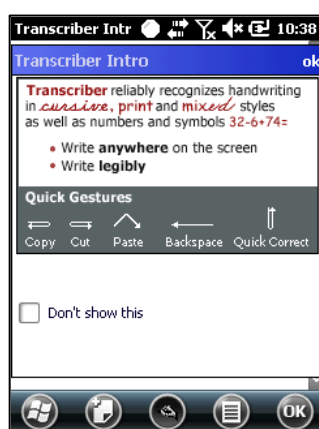 Transcriber Intr 10:38
Transcriber Intro ok
Transcriber reliably recognizes handwriting
in cursive, print and mixed styles
as well as numbers and symbols 32-6+74=
• Write anywhere on the screen
• Write legibly
Quick Gestures
Copy Cut Paste Backspace Quick Correct
Don't show this
OK